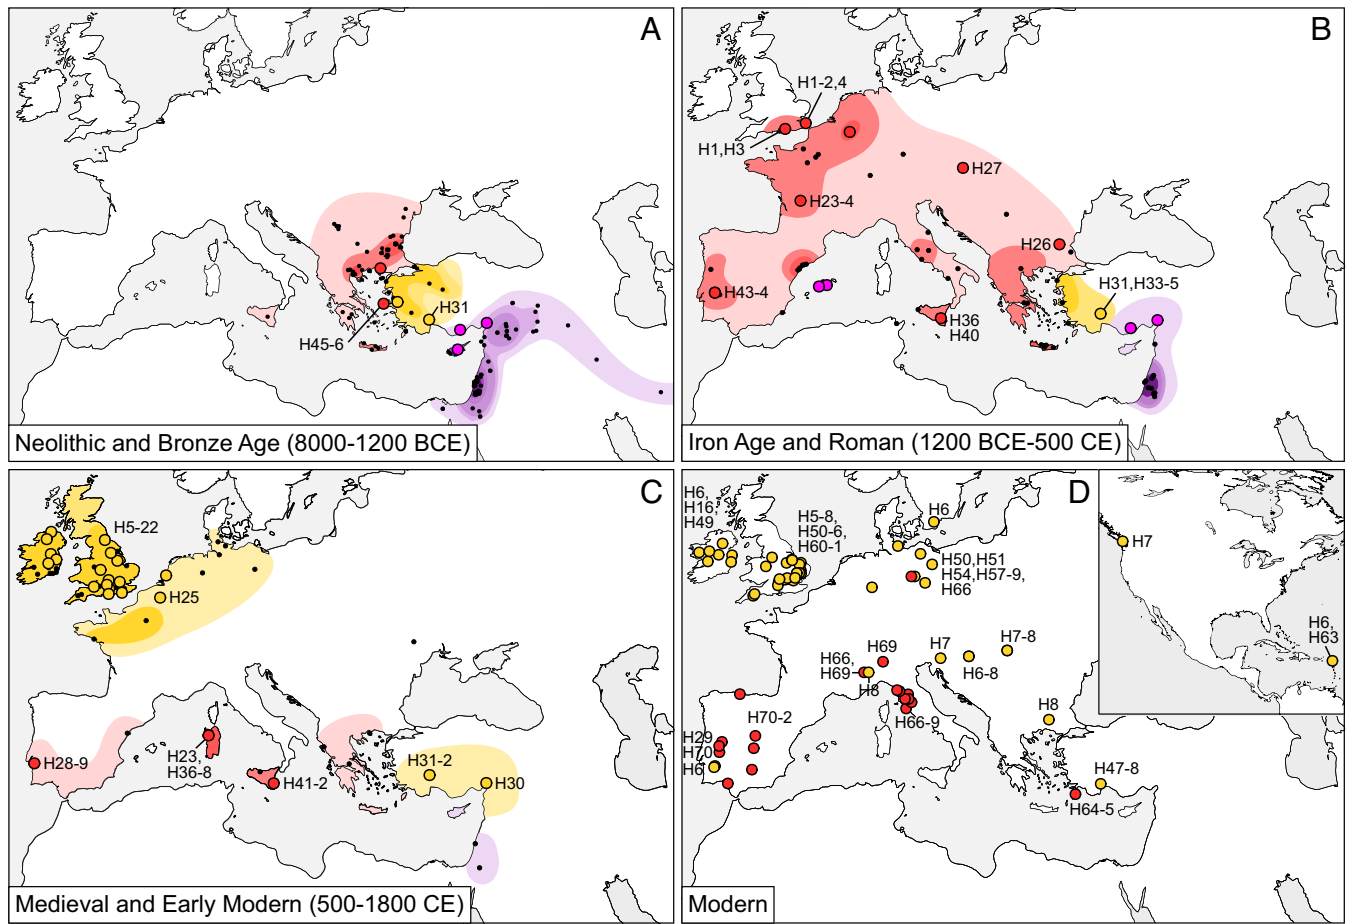 A
H31
H45-6
Neolithic and Bronze Age (8000-1200 BCE)
B
H1-2,4
H1,H3
H27
H23-4
H26
H43-4
H31,H33-5
H36
H40
Iron Age and Roman (1200 BCE-500 CE)
C
H5-22
H25
H28-9
H23,
H36-8
H41-2
H31-2
H30
Medieval and Early Modern (500-1800 CE)
D
H6,
H16,
H49
H5-8,
H50-6,
H60-1
H6
H50,H51
H54,H57-9,
H66
H7
H6,
H63
H66,
H69
H69
H8
H7
H6-8
H7-8
H66-9
H70-2
H29
H70
H6
H8
H47-8
H64-5
Modern